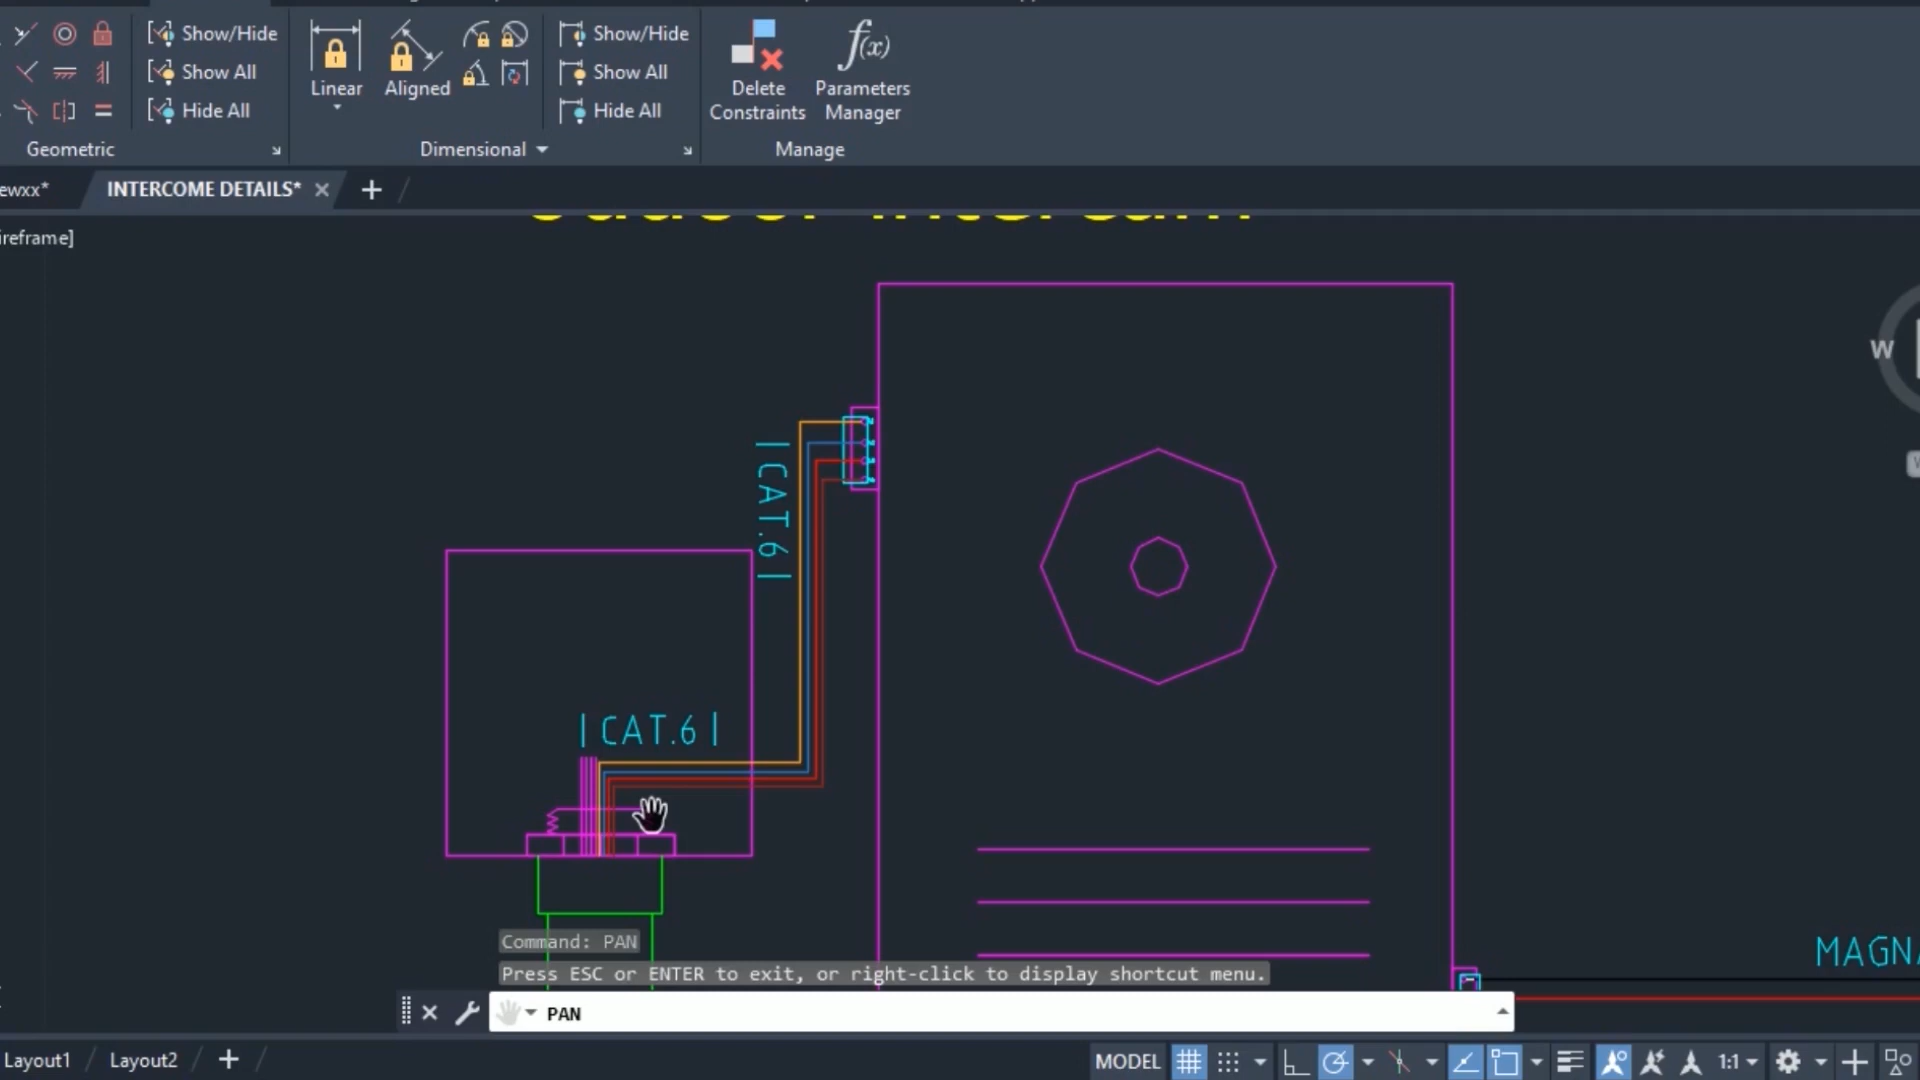 Show/Hide
Show All
Hide All
Geometric
Linear
Aligned
Dimensional
Show/Hide
Show All
Hide All
Delete Constraints
f(x)
Parameters Manager
Manage
ewxx*
INTERCOME DETAILS*
ireframe]
W
| CAT.6 |
| CAT.6 |
MAGN
Command: PAN
Press ESC or ENTER to exit, or right-click to display shortcut menu.
PAN
Layout1
Layout2
MODEL
1:1